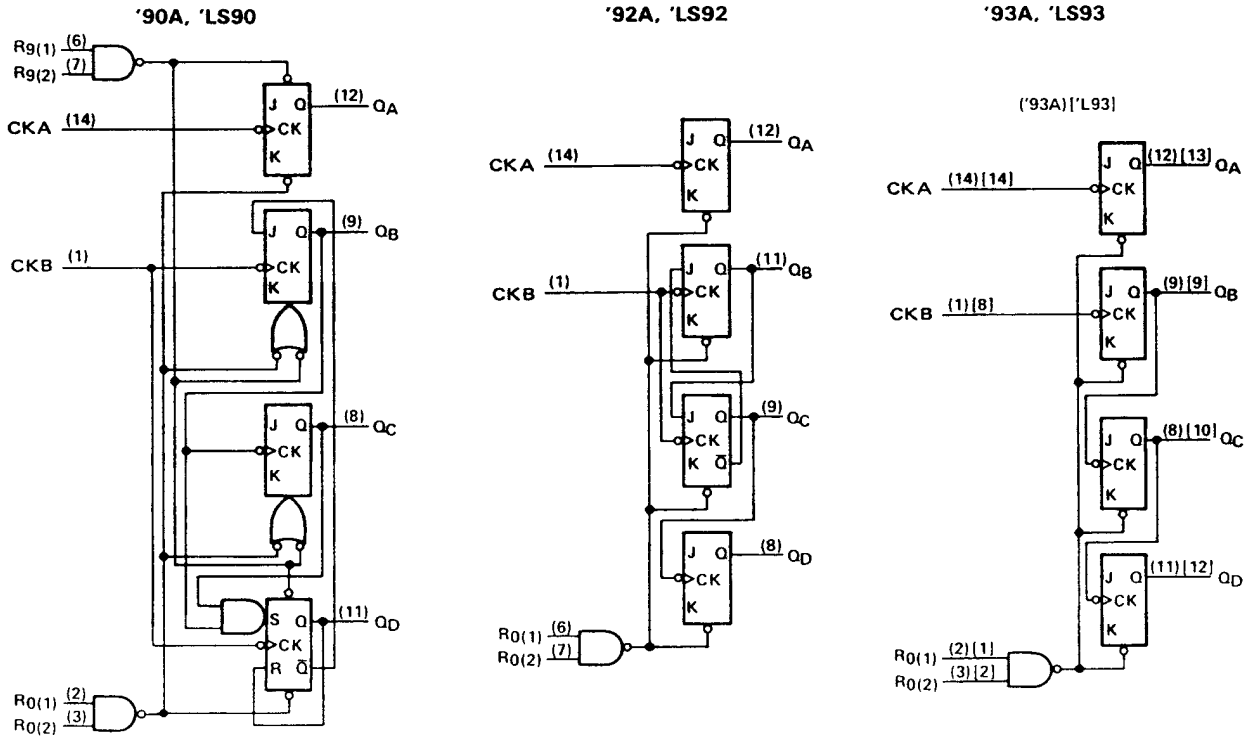 '90A, 'LS90
R9(1) (6)
R9(2) (7)
J Q (12) QA
CKA (14) CK
K
J Q (9) QB
CKB (1) CK
K
J Q (8) QC
CK
K
S Q (11) QD
CK
R Q̅
R0(1) (2)
R0(2) (3)
'92A, 'LS92
J Q (12) QA
CKA (14) CK
K
J Q (11) QB
CKB (1) CK
K
J Q (9) QC
CK
K Q̅
J Q (8) QD
CK
K
R0(1) (6)
R0(2) (7)
'93A, 'LS93
('93A)['L93]
J Q (12)[13] QA
CKA (14)[14] CK
K
J Q (9)[9] QB
CKB (1)[8] CK
K
J Q (8)[10] QC
CK
K
J Q (11)[12] QD
CK
K
R0(1) (2)[1]
R0(2) (3)[2]